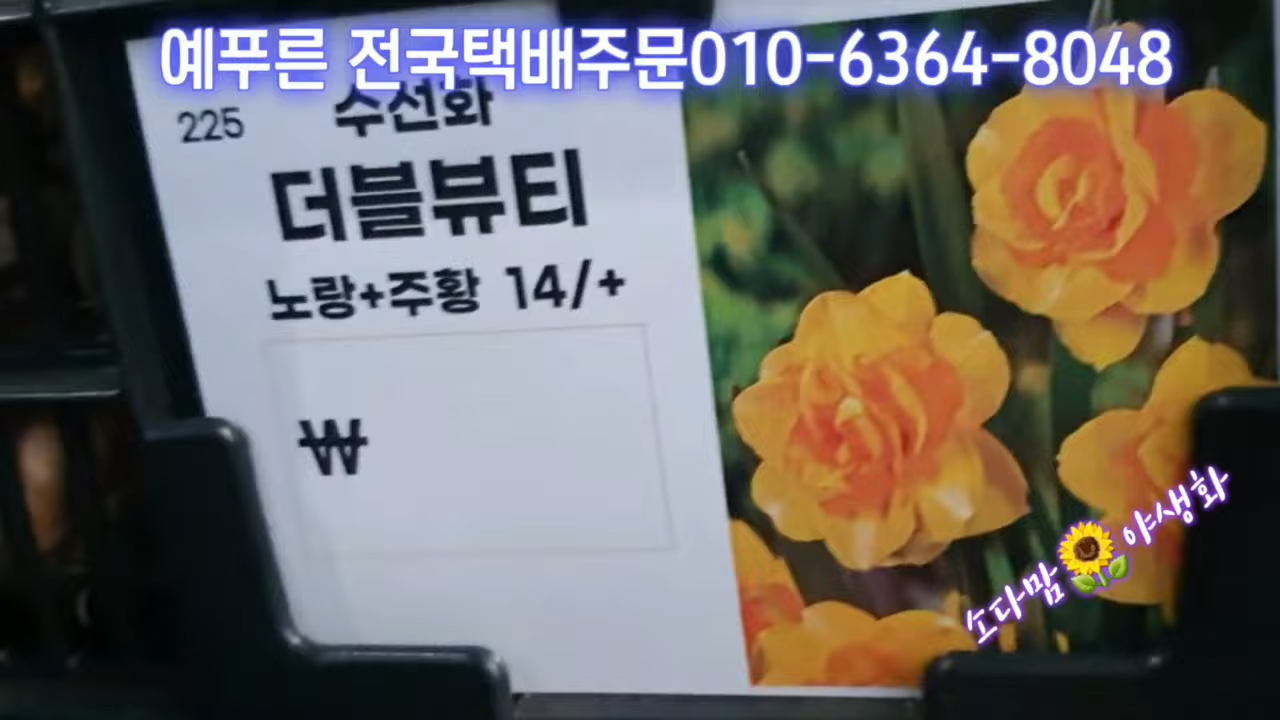 예푸른 전국택배주문010-6364-8048
225 수선화
더블뷰티
노랑+주황 14/+
₩
소다맘🌻야생화